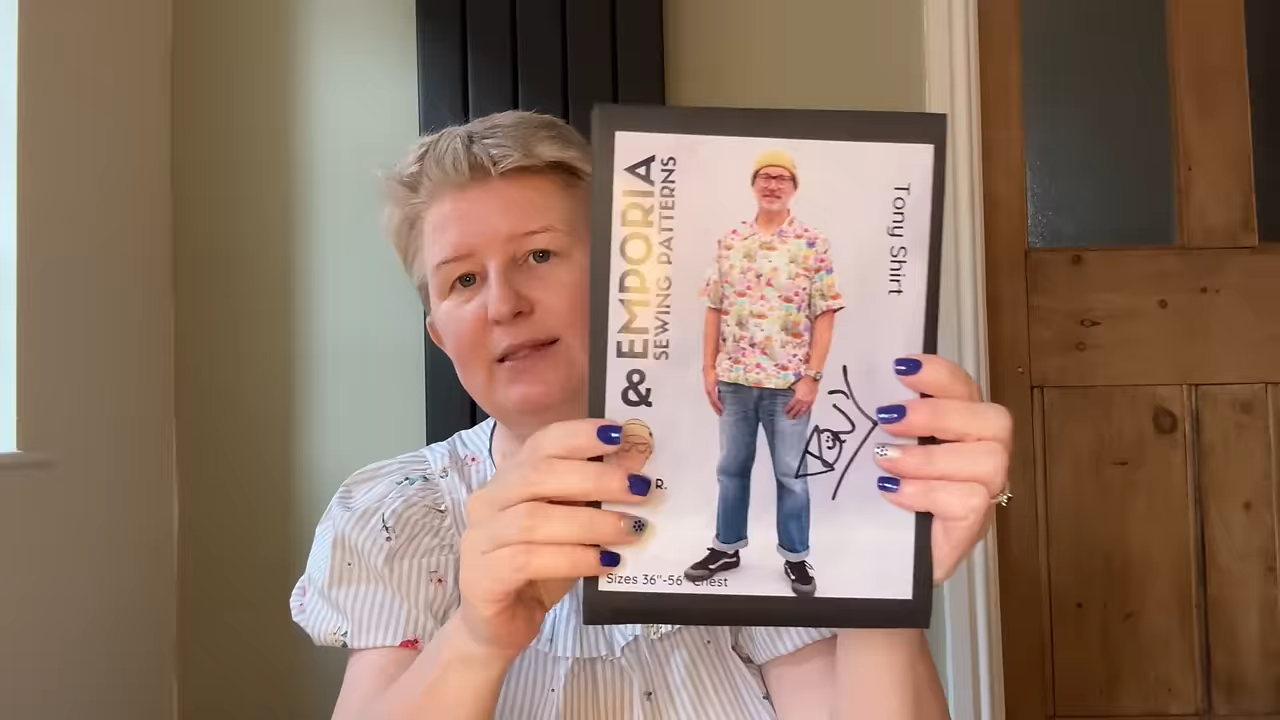 & EMPORIA
SEWING PATTERNS
Tony Shirt
R.
Sizes 36"-56" Chest